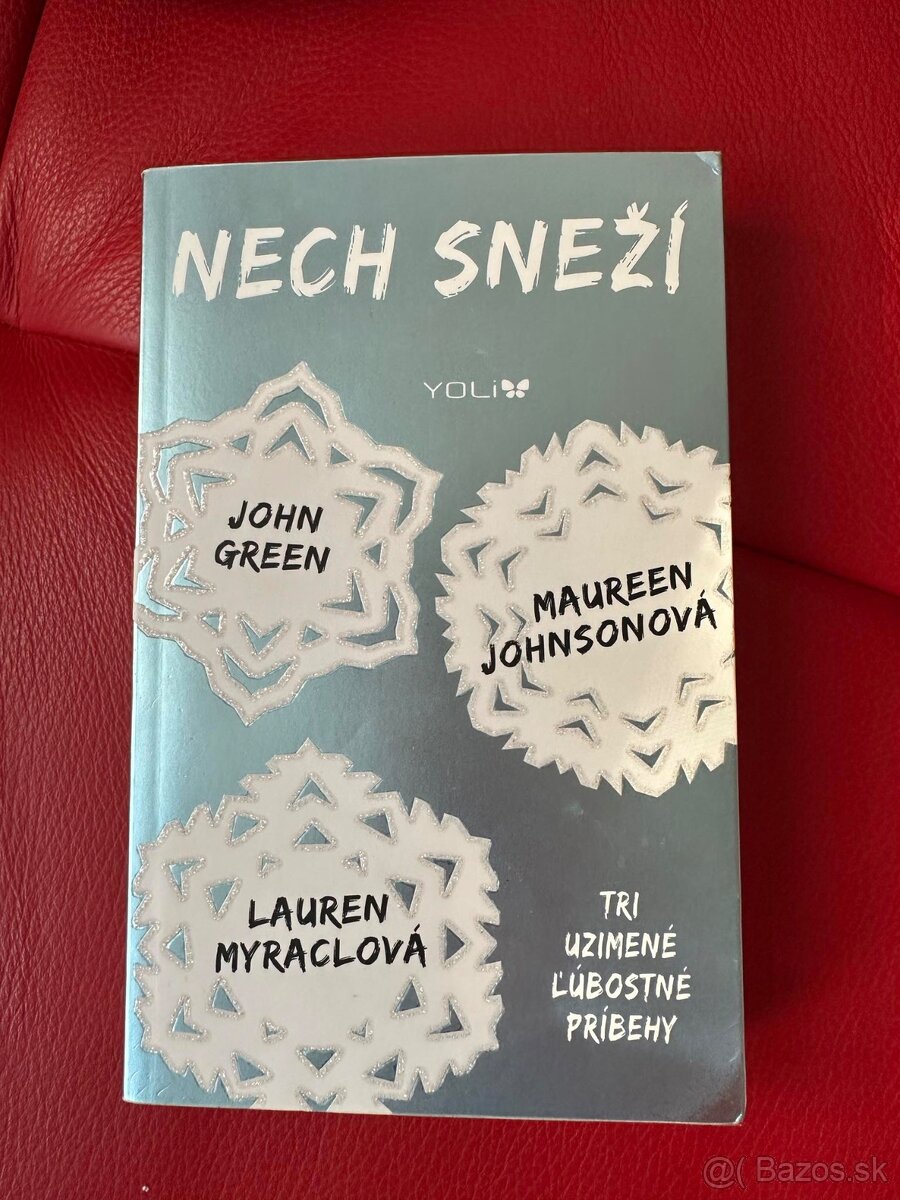 NECH SNEŽÍ
YOLi
JOHN
GREEN
MAUREEN
JOHNSONOVÁ
LAUREN
MYRACLOVÁ
TRI
UZIMENÉ
ĽÚBOSTNÉ
PRÍBEHY
@( Bazos.sk